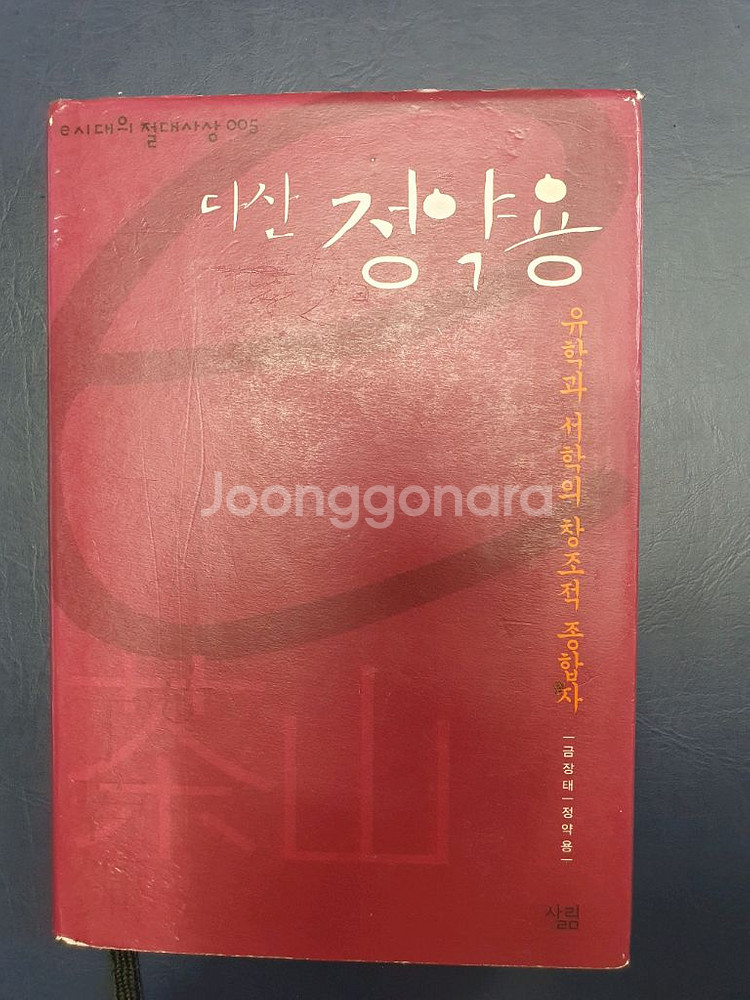 e시대의 절대사상 005
다산 정약용
유학과 서학의 창조적 종합자
|금장태|정약용|
Joonggonara
茶山
살림